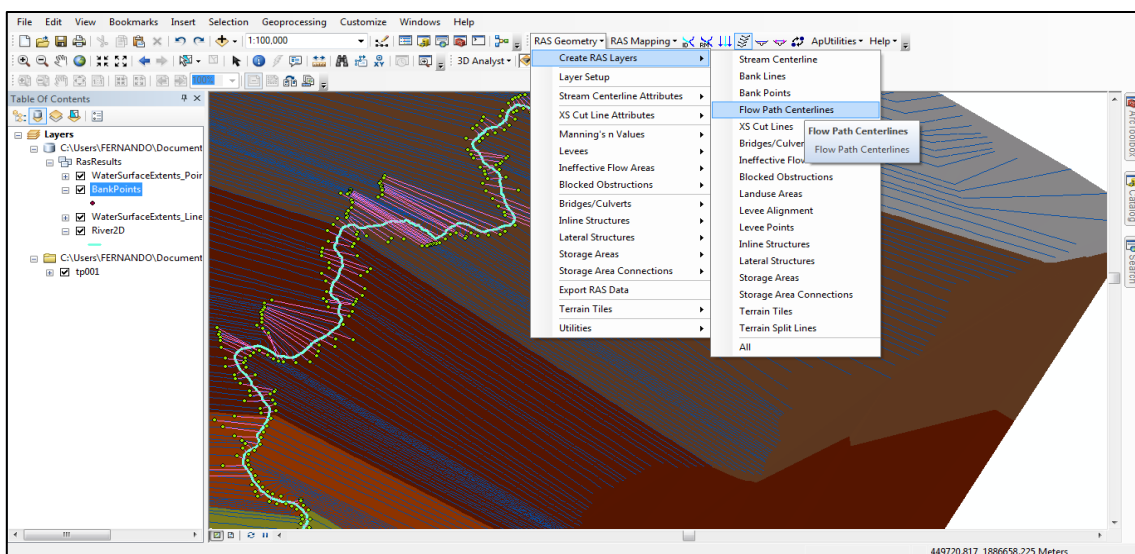 File Edit View Bookmarks Insert Selection Geoprocessing Customize Windows Help
1:100,000 RAS Geometry RAS Mapping ApUtilities Help
3D Analyst
100%
Table Of Contents
Layers
C:\Users\FERNANDO\Document
RasResults
WaterSurfaceExtents_Poir
BankPoints
WaterSurfaceExtents_Line
River2D
C:\Users\FERNANDO\Document
tp001
Create RAS Layers
Layer Setup
Stream Centerline Attributes
XS Cut Line Attributes
Manning's n Values
Levees
Ineffective Flow Areas
Blocked Obstructions
Bridges/Culverts
Inline Structures
Lateral Structures
Storage Areas
Storage Area Connections
Export RAS Data
Terrain Tiles
Utilities
Stream Centerline
Bank Lines
Bank Points
Flow Path Centerlines
XS Cut Lines
Bridges/Culver
Ineffective Flow
Blocked Obstructions
Landuse Areas
Levee Alignment
Levee Points
Inline Structures
Lateral Structures
Storage Areas
Storage Area Connections
Terrain Tiles
Terrain Split Lines
All
Flow Path Centerlines
Flow Path Centerlines
ArcToolbox
Catalog
Search
449720.817 1886658.225 Meters